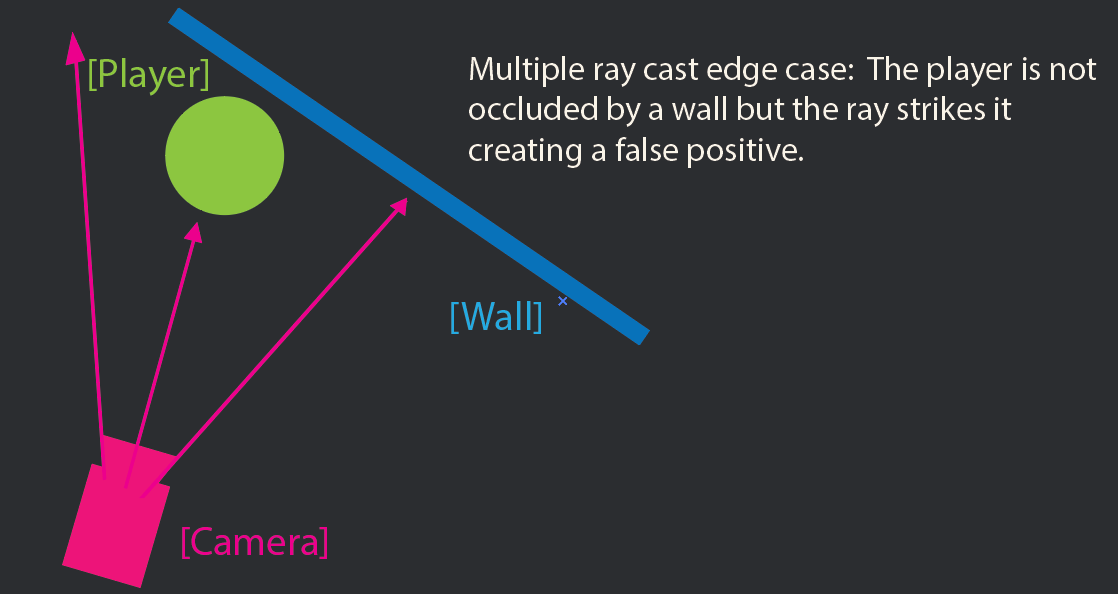 [Player]
Multiple ray cast edge case:  The player is not
occluded by a wall but the ray strikes it
creating a false positive.
[Wall]
[Camera]